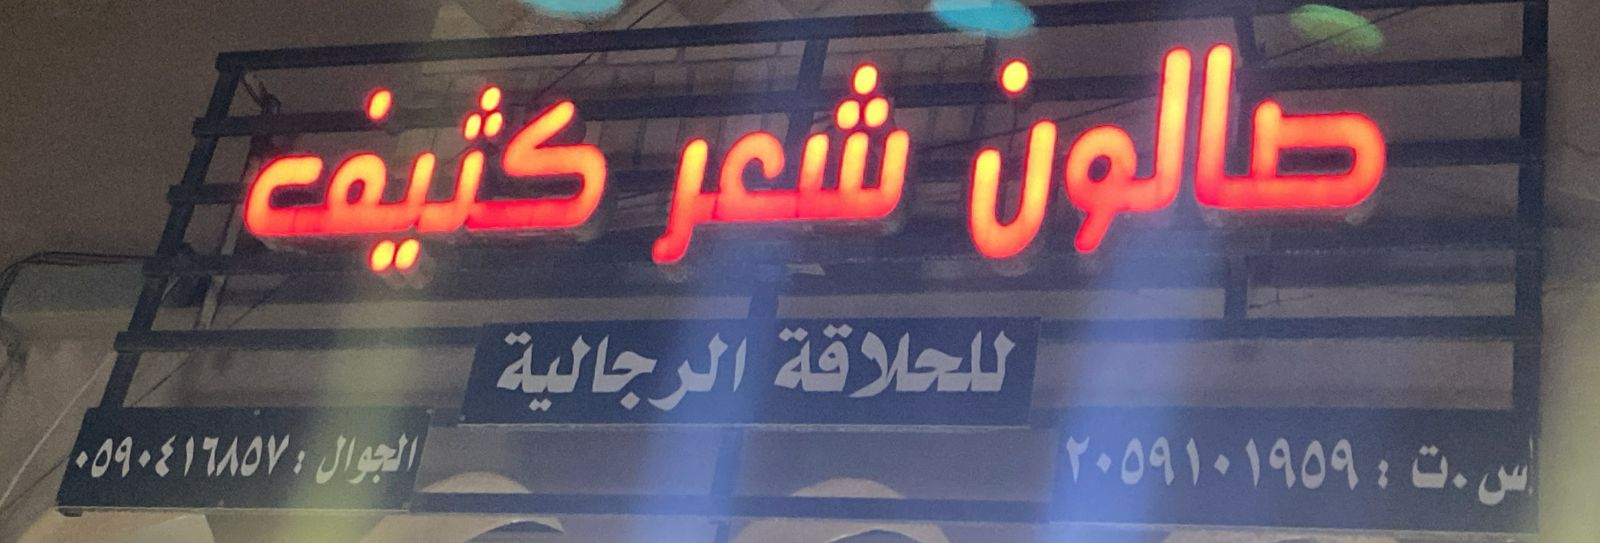 صالون شعر كثيف
للحلاقة الرجالية
س.ت : ٢٠٥٩١٠١٩٥٩
الجوال : ٠٥٩٠٤١٦٨٥٧